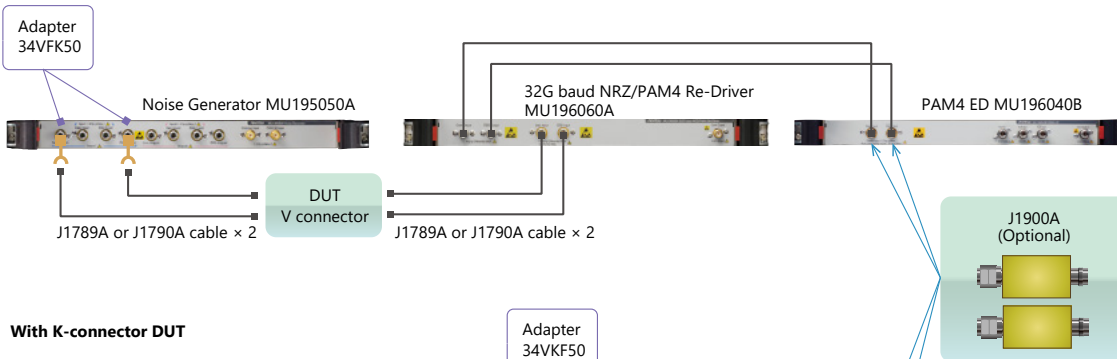 Adapter
34VFK50
Noise Generator MU195050A
32G baud NRZ/PAM4 Re-Driver
MU196060A
PAM4 ED MU196040B
DUT
V connector
J1789A or J1790A cable × 2
J1789A or J1790A cable × 2
J1900A
(Optional)
With K-connector DUT
Adapter
34VKF50